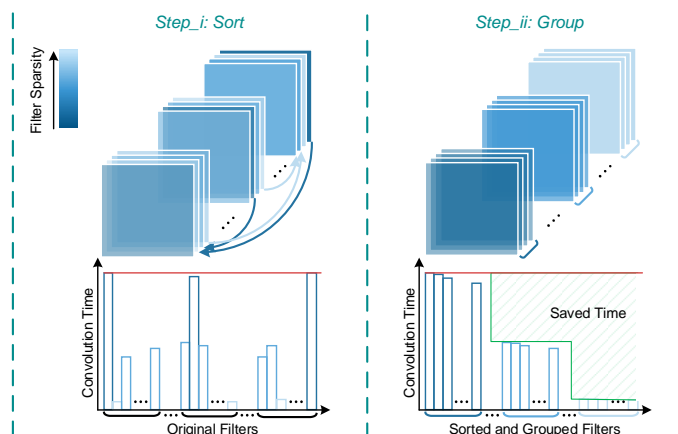 Step_i: Sort
Step_ii: Group
Filter Sparsity
Convolution Time
Original Filters
Convolution Time
Saved Time
Sorted and Grouped Filters